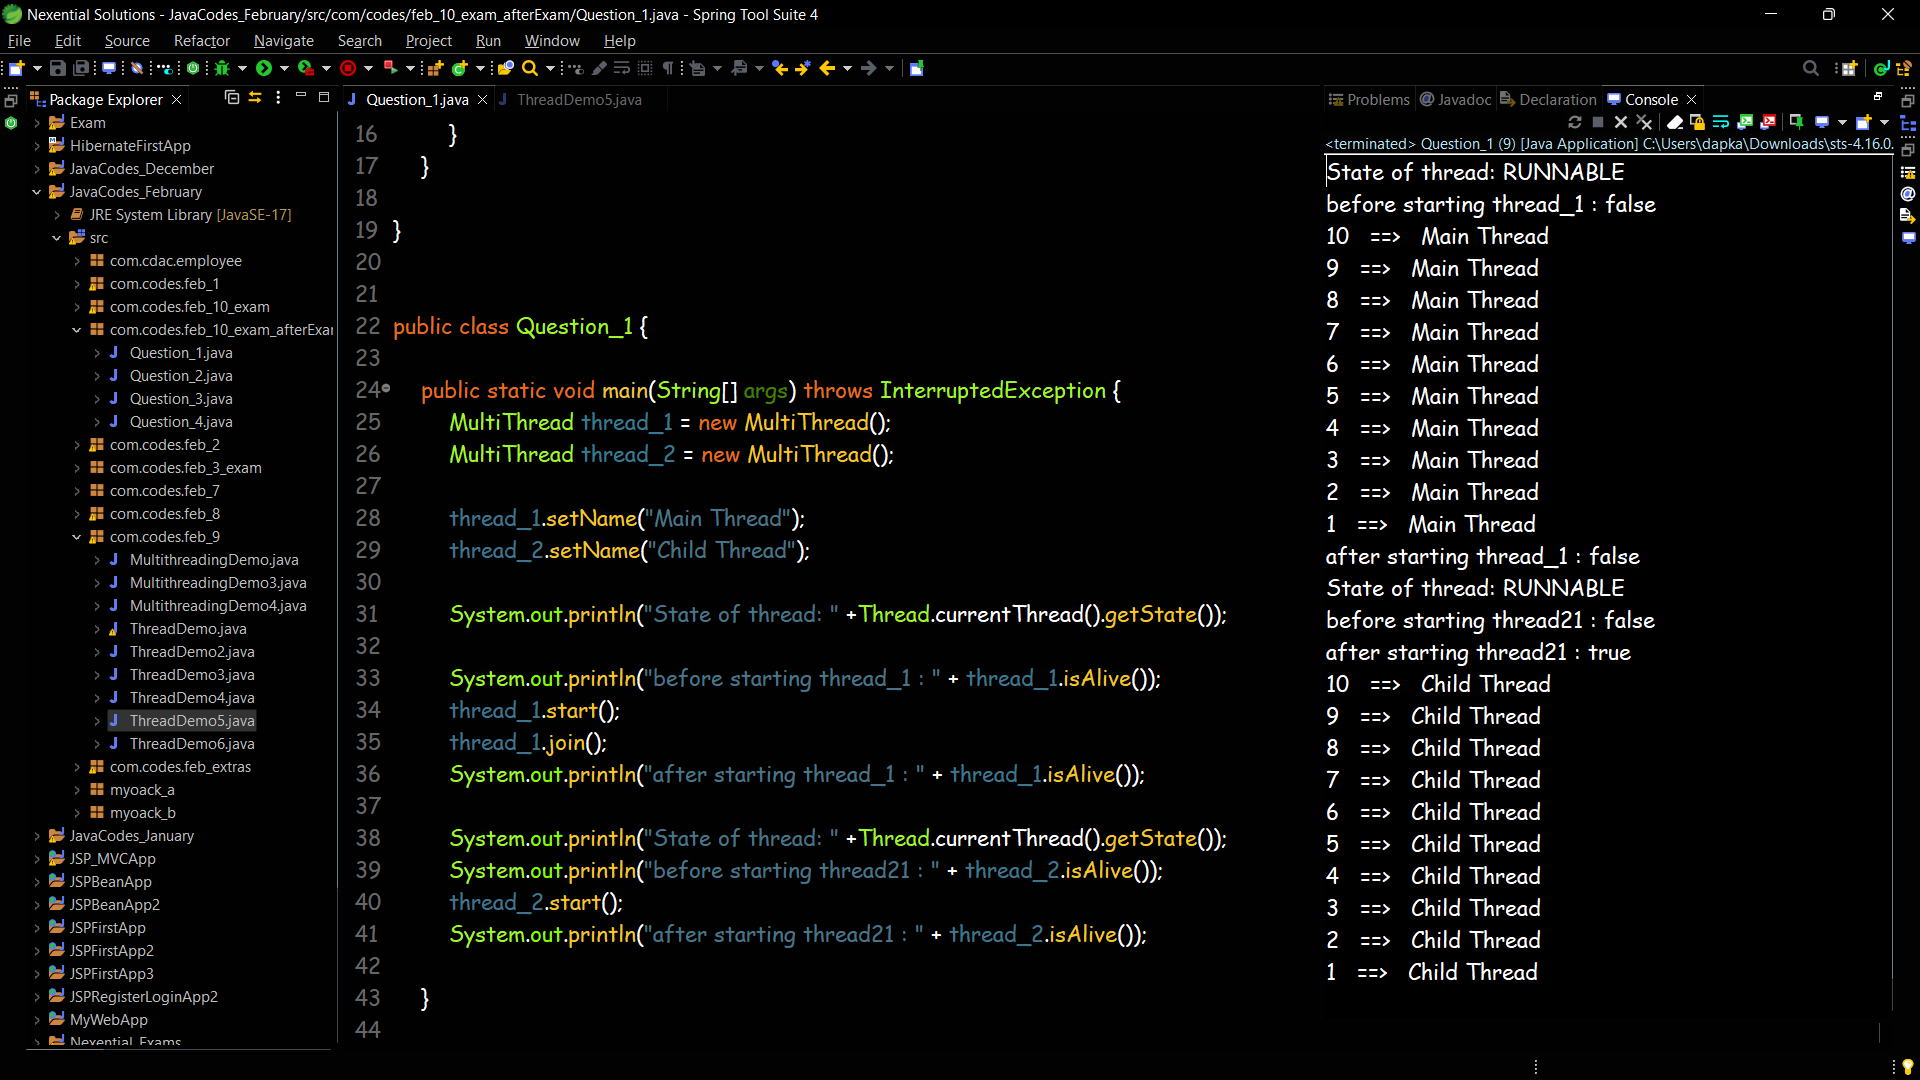 Nexential Solutions - JavaCodes_February/src/com/codes/feb_10_exam_afterExam/Question_1.java - Spring Tool Suite 4
File Edit Source Refactor Navigate Search Project Run Window Help
Package Explorer
Exam
HibernateFirstApp
JavaCodes_December
JavaCodes_February
JRE System Library [JavaSE-17]
src
com.cdac.employee
com.codes.feb_1
com.codes.feb_10_exam
com.codes.feb_10_exam_afterExar
Question_1.java
Question_2.java
Question_3.java
Question_4.java
com.codes.feb_2
com.codes.feb_3_exam
com.codes.feb_7
com.codes.feb_8
com.codes.feb_9
MultithreadingDemo.java
MultithreadingDemo3.java
MultithreadingDemo4.java
ThreadDemo.java
ThreadDemo2.java
ThreadDemo3.java
ThreadDemo4.java
ThreadDemo5.java
ThreadDemo6.java
com.codes.feb_extras
myoack_a
myoack_b
JavaCodes_January
JSP_MVCApp
JSPBeanApp
JSPBeanApp2
JSPFirstApp
JSPFirstApp2
JSPFirstApp3
JSPRegisterLoginApp2
MyWebApp
Nexential_Exams
Question_1.java ThreadDemo5.java
16 }
17 }
18
19 }
20
21
22 public class Question_1 {
23
24 public static void main(String[] args) throws InterruptedException {
25 MultiThread thread_1 = new MultiThread();
26 MultiThread thread_2 = new MultiThread();
27
28 thread_1.setName("Main Thread");
29 thread_2.setName("Child Thread");
30
31 System.out.println("State of thread: " +Thread.currentThread().getState());
32
33 System.out.println("before starting thread_1 : " + thread_1.isAlive());
34 thread_1.start();
35 thread_1.join();
36 System.out.println("after starting thread_1 : " + thread_1.isAlive());
37
38 System.out.println("State of thread: " +Thread.currentThread().getState());
39 System.out.println("before starting thread21 : " + thread_2.isAlive());
40 thread_2.start();
41 System.out.println("after starting thread21 : " + thread_2.isAlive());
42
43 }
44
Problems @ Javadoc Declaration Console
<terminated> Question_1 (9) [Java Application] C:\Users\dapka\Downloads\sts-4.16.0.
State of thread: RUNNABLE
before starting thread_1 : false
10 ==> Main Thread
9 ==> Main Thread
8 ==> Main Thread
7 ==> Main Thread
6 ==> Main Thread
5 ==> Main Thread
4 ==> Main Thread
3 ==> Main Thread
2 ==> Main Thread
1 ==> Main Thread
after starting thread_1 : false
State of thread: RUNNABLE
before starting thread21 : false
after starting thread21 : true
10 ==> Child Thread
9 ==> Child Thread
8 ==> Child Thread
7 ==> Child Thread
6 ==> Child Thread
5 ==> Child Thread
4 ==> Child Thread
3 ==> Child Thread
2 ==> Child Thread
1 ==> Child Thread